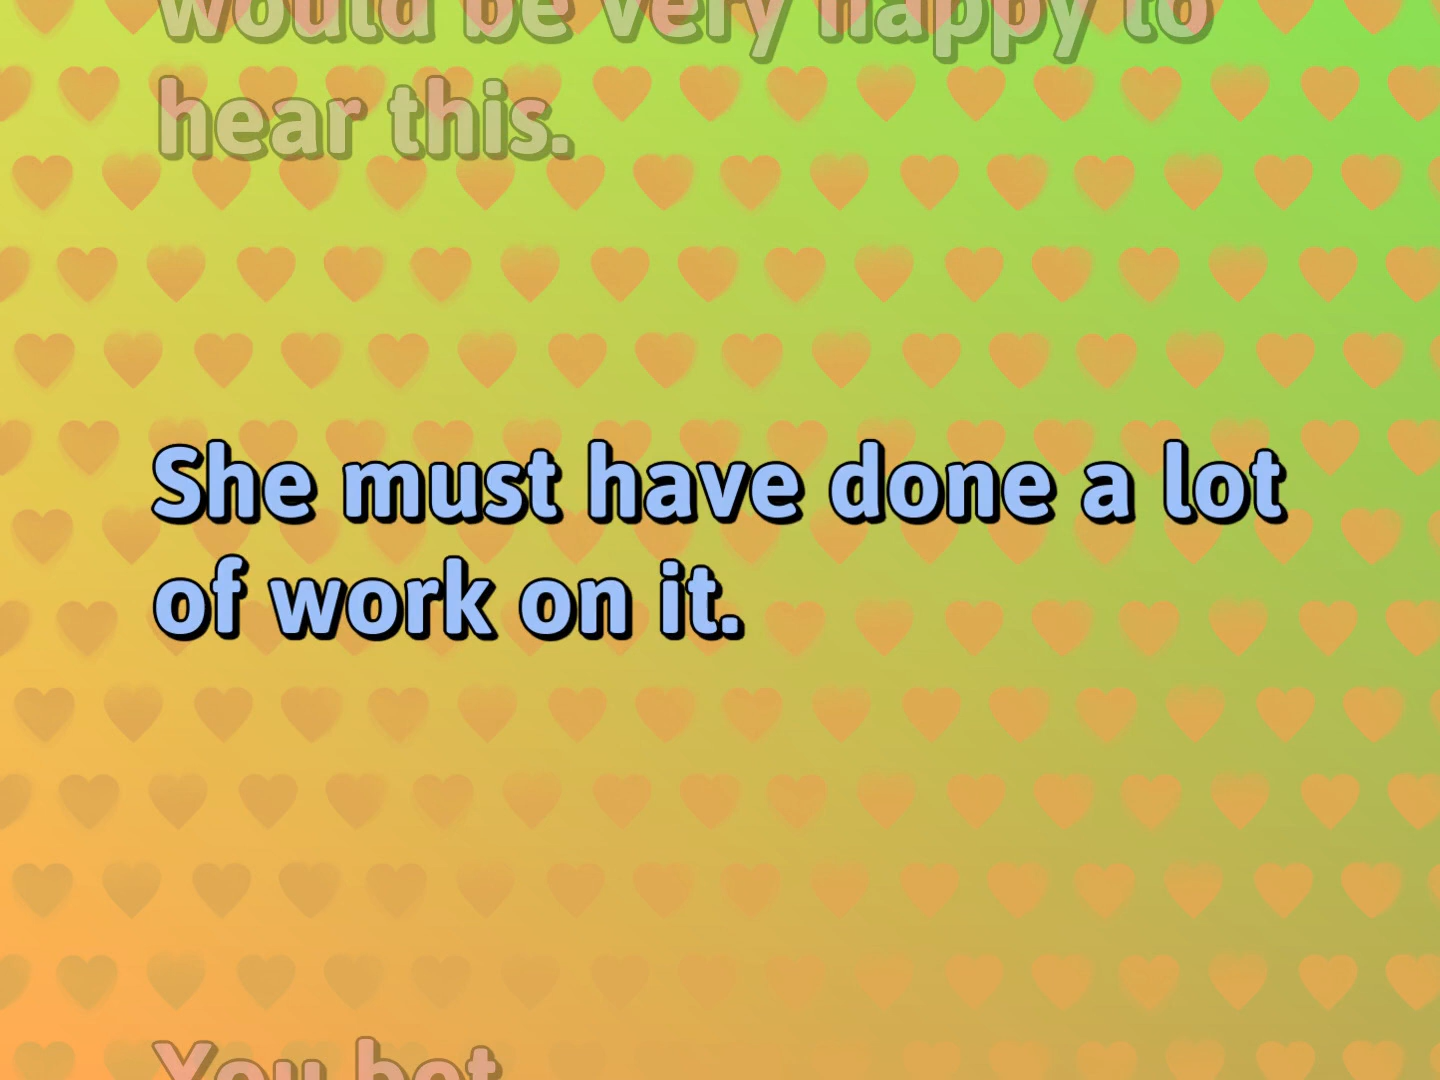 would be very happy to
hear this.
She must have done a lot
of work on it.
You bet